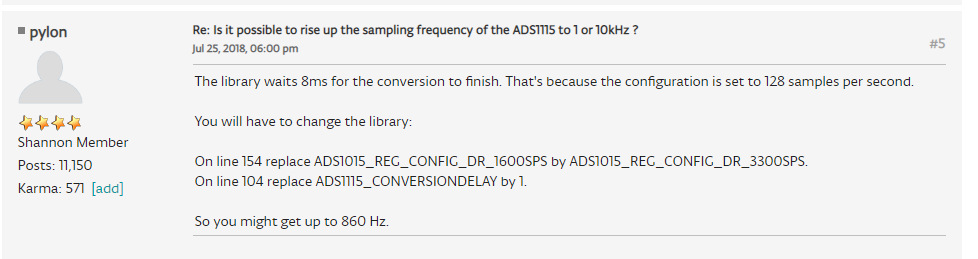 pylon
Re: Is it possible to rise up the sampling frequency of the ADS1115 to 1 or 10kHz ?
Jul 25, 2018, 06:00 pm
#5
Shannon Member
Posts: 11,150
Karma: 571 [add]
The library waits 8ms for the conversion to finish. That's because the configuration is set to 128 samples per second.
You will have to change the library:
On line 154 replace ADS1015_REG_CONFIG_DR_1600SPS by ADS1015_REG_CONFIG_DR_3300SPS.
On line 104 replace ADS1115_CONVERSIONDELAY by 1.
So you might get up to 860 Hz.